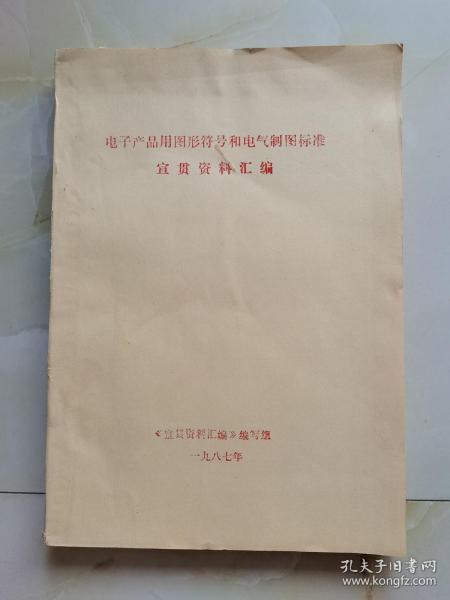 电子产品用图形符号和电气制图标准
宣贯资料汇编
《宣贯资料汇编》编写组
一九八七年
孔夫子旧书网
www.kongfz.com